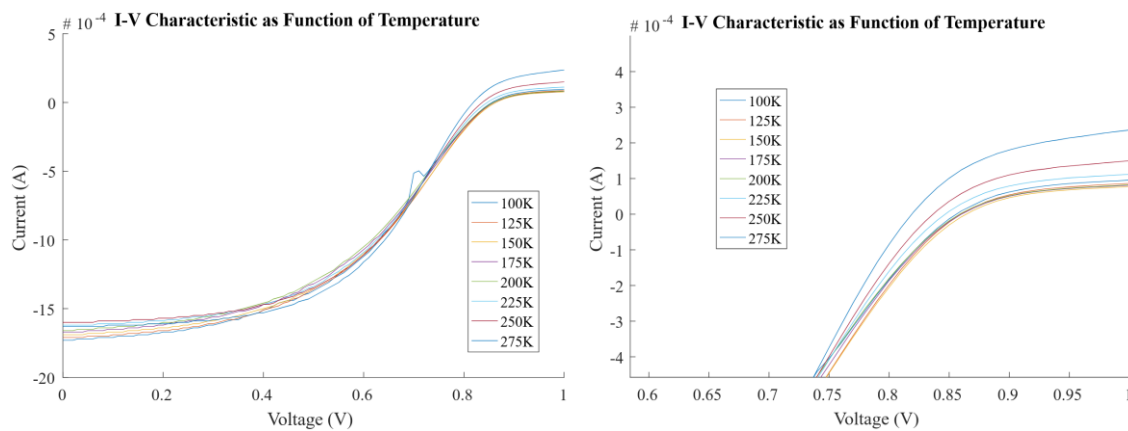 # 10^-4 I-V Characteristic as Function of Temperature
5
0
-5
-10
-15
-20
Current (A)
0 0.2 0.4 0.6 0.8 1
Voltage (V)
100K
125K
150K
175K
200K
225K
250K
275K
# 10^-4 I-V Characteristic as Function of Temperature
4
3
2
1
0
-1
-2
-3
-4
Current (A)
0.6 0.65 0.7 0.75 0.8 0.85 0.9 0.95 1
Voltage (V)
100K
125K
150K
175K
200K
225K
250K
275K